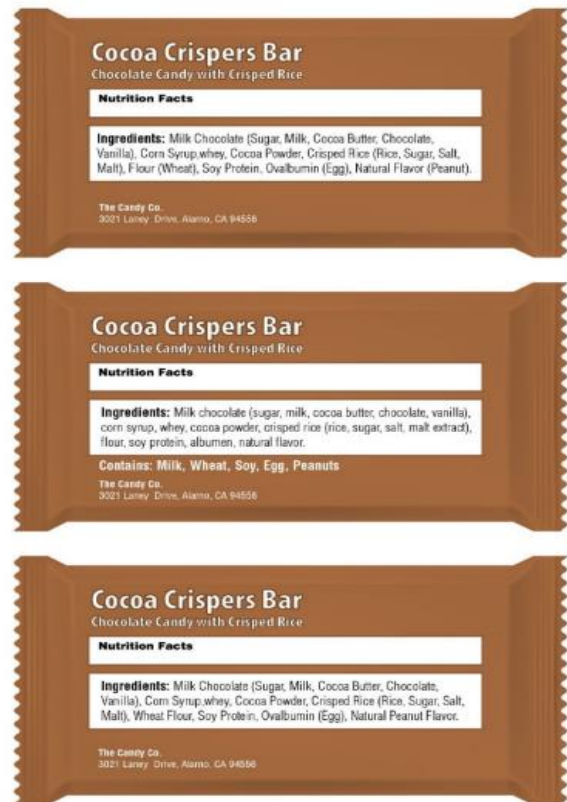 Cocoa Crispers Bar
Chocolate Candy with Crisped Rice
Nutrition Facts
Ingredients: Milk Chocolate (Sugar, Milk, Cocoa Butter, Chocolate,
Vanilla), Corn Syrup,whey, Cocoa Powder, Crisped Rice (Rice, Sugar, Salt,
Malt), Flour (Wheat), Soy Protein, Ovalbumin (Egg), Natural Flavor (Peanut).
The Candy Co.
3021 Laney Drive, Alamo, CA 94556
Cocoa Crispers Bar
Chocolate Candy with Crisped Rice
Nutrition Facts
Ingredients: Milk chocolate (sugar, milk, cocoa butter, chocolate, vanilla),
corn syrup, whey, cocoa powder, crisped rice (rice, sugar, salt, malt extract),
flour, soy protein, albumen, natural flavor.
Contains: Milk, Wheat, Soy, Egg, Peanuts
The Candy Co.
3021 Laney Drive, Alamo, CA 94556
Cocoa Crispers Bar
Chocolate Candy with Crisped Rice
Nutrition Facts
Ingredients: Milk Chocolate (Sugar, Milk, Cocoa Butter, Chocolate,
Vanilla), Corn Syrup,whey, Cocoa Powder, Crisped Rice (Rice, Sugar, Salt,
Malt), Wheat Flour, Soy Protein, Ovalbumin (Egg), Natural Peanut Flavor.
The Candy Co.
3021 Laney Drive, Alamo, CA 94556